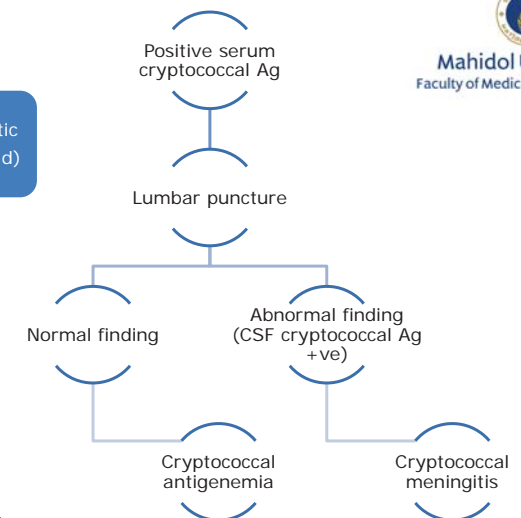 Positive serum
cryptococcal Ag
Mahidol
Faculty of Medic
tic
d)
Lumbar puncture
Normal finding
Abnormal finding
(CSF cryptococcal Ag
+ve)
Cryptococcal
antigenemia
Cryptococcal
meningitis